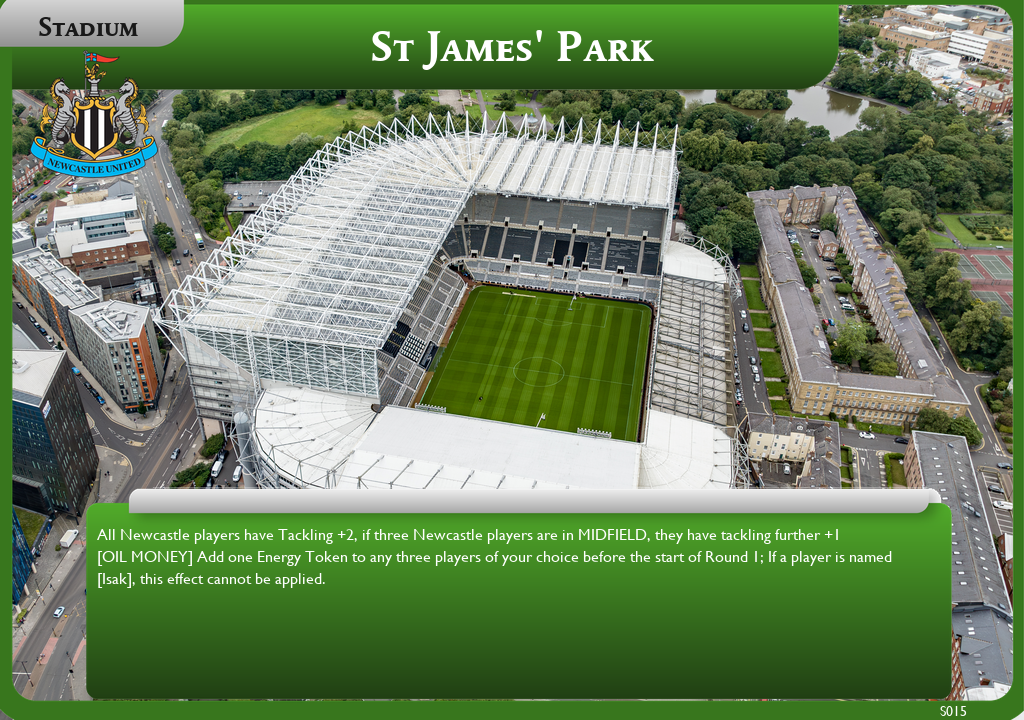 Stadium
St James' Park
NEWCASTLE UNITED
All Newcastle players have Tackling +2, if three Newcastle players are in MIDFIELD, they have tackling further +1
[OIL MONEY] Add one Energy Token to any three players of your choice before the start of Round 1; If a player is named
[Isak], this effect cannot be applied.
S015